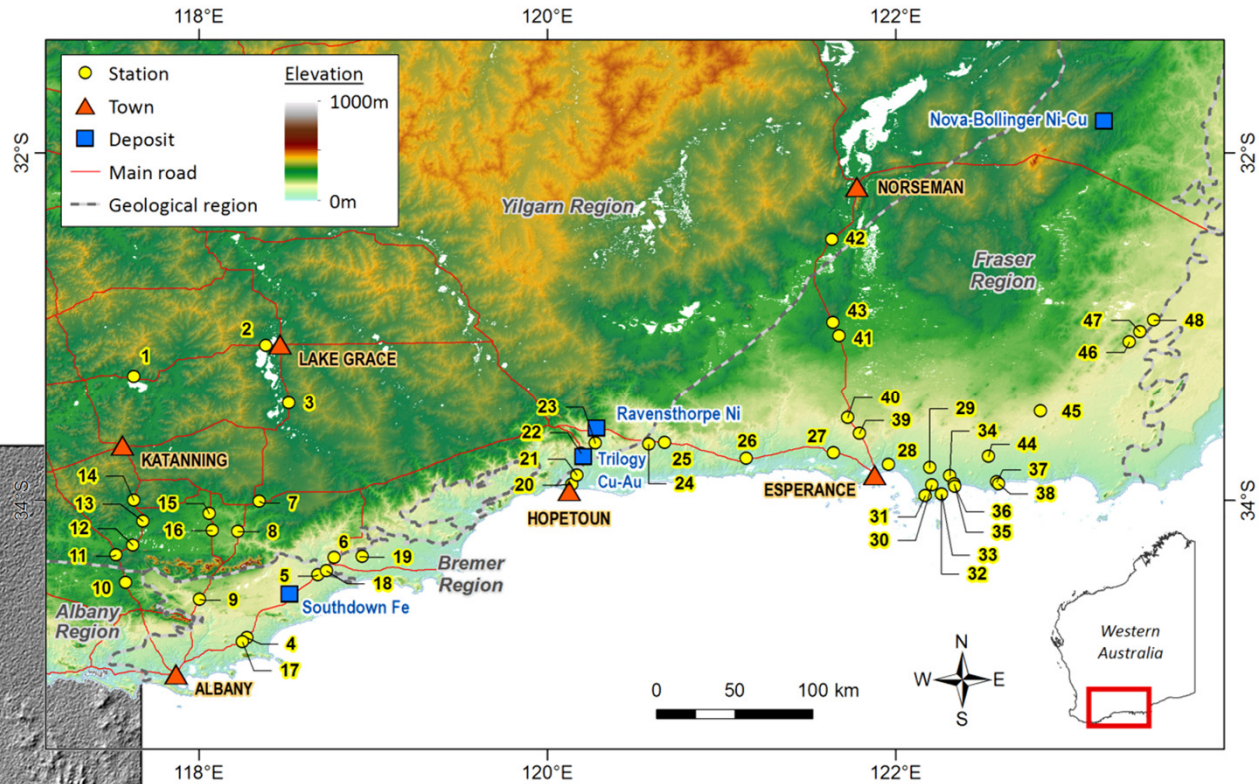 118°E 120°E 122°E
Station
Town
Deposit
Main road
Geological region
Elevation
1000m
0m
32°S
32°S
34°S
34°S
Nova-Bollinger Ni-Cu
NORSEMAN
Yilgarn Region
Fraser
Region
42
43
41
47
48
46
1
2
LAKE GRACE
3
KATANNING
23
Ravensthorpe Ni
22
Trilogy
Cu-Au
21
20
HOPETOUN
24
25
26
27
40
39
28
29
34
44
45
37
38
ESPERANCE
31
30
36
35
33
32
14
13
12
11
10
15
16
7
8
9
6
5
19
18
Bremer
Region
Southdown Fe
Albany
Region
4
17
ALBANY
0 50 100 km
N
W E
S
Western
Australia
118°E 120°E 122°E